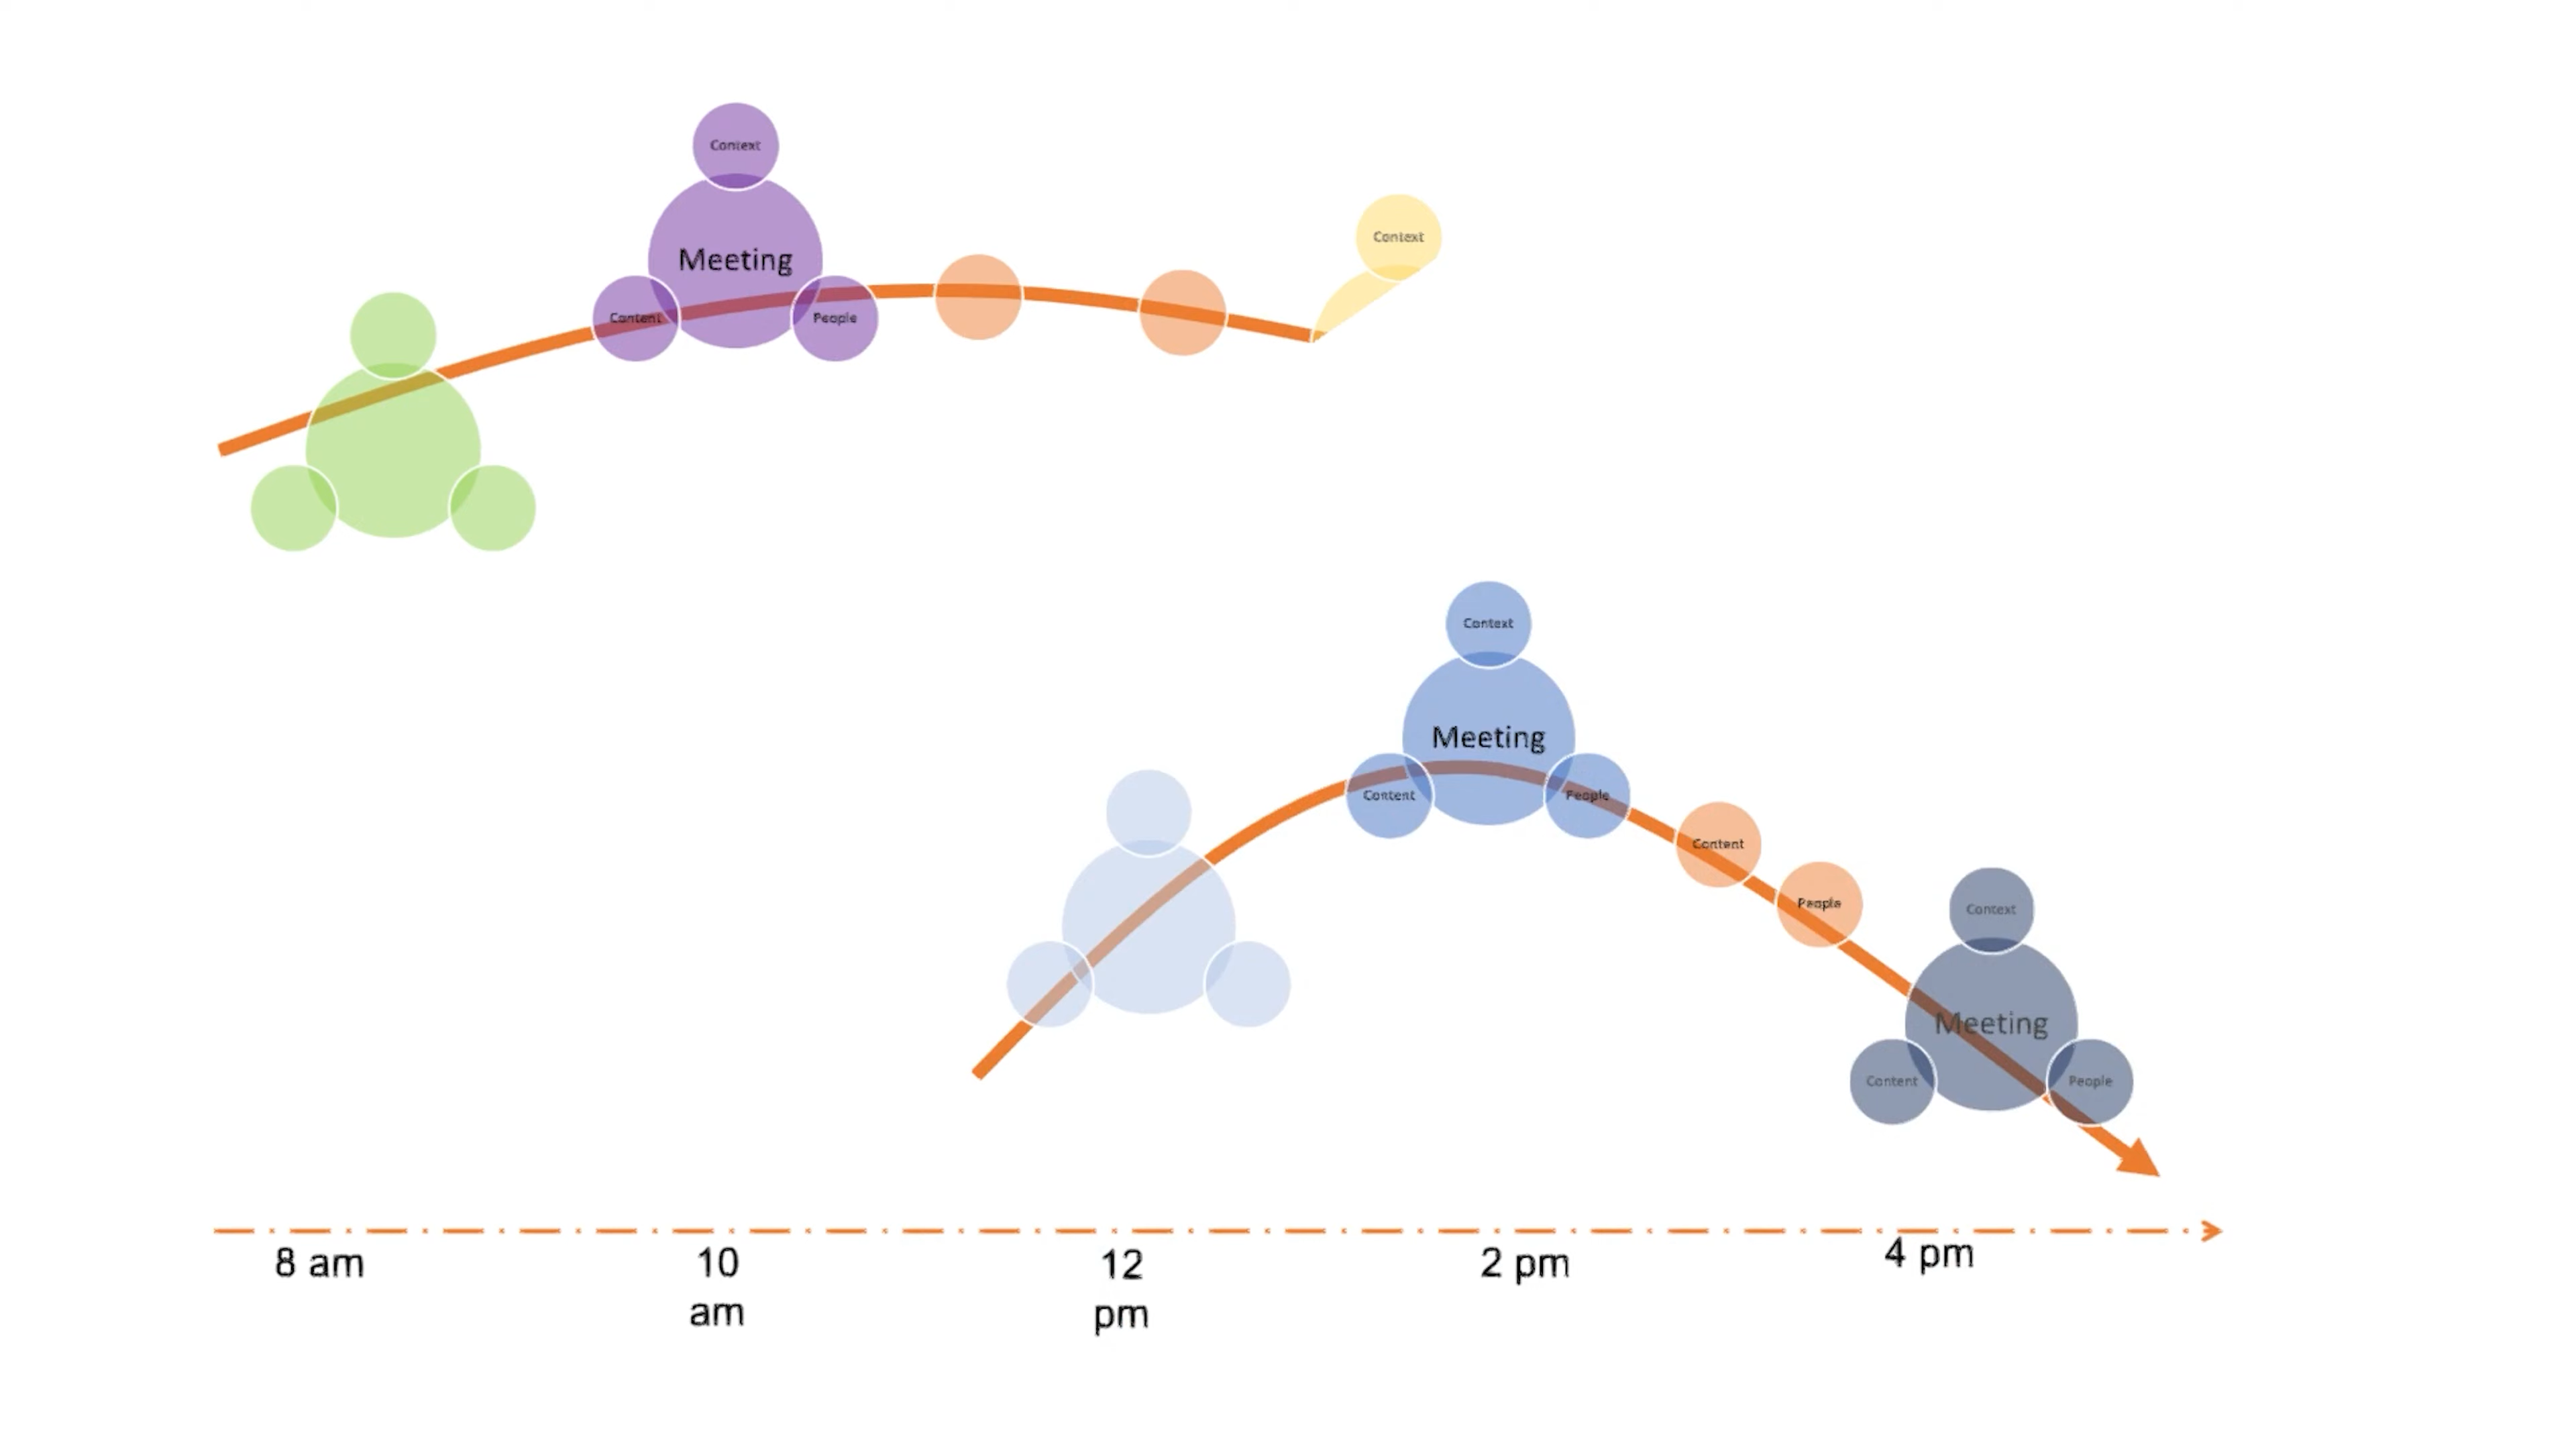 Context
Meeting
Content
People
Context
Context
Meeting
Content
People
Content
People
Context
Meeting
Content
People
8 am
10
am
12
pm
2 pm
4 pm